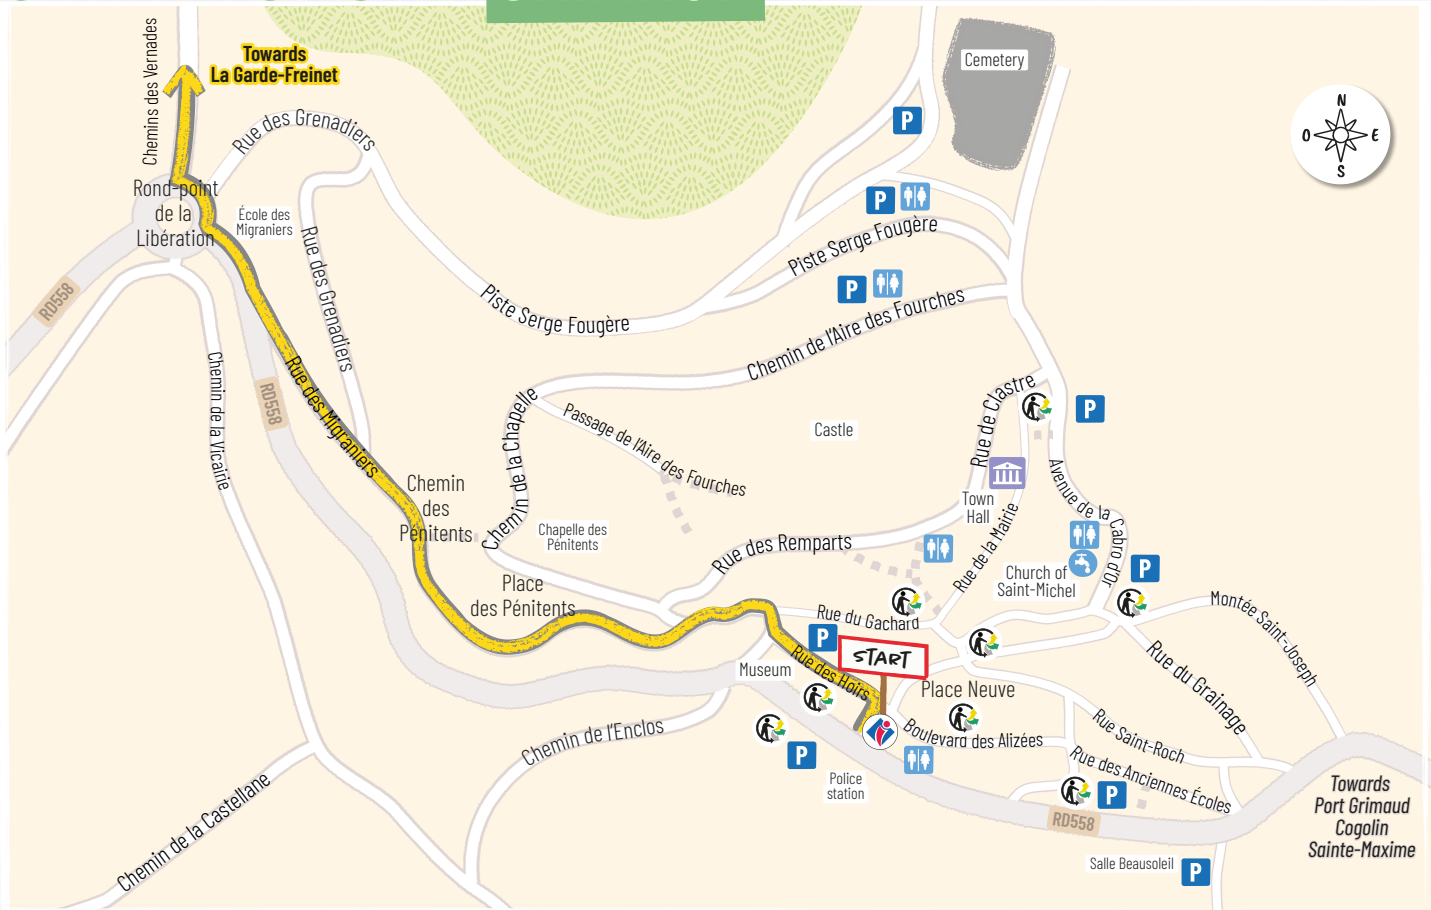 Towards
La Garde-Freinet
Chemins des Vernades
Cemetery
N
O
E
S
P
Rue des Grenadiers
Rond-point
de la
Libération
École des
Migraniers
P
Piste Serge Fougère
P
Rue des Grenadiers
RD558
Piste Serge Fougère
Chemin de l'Aire des Fourches
Chemin de la Vicairie
RD558
Rue des Migraniers
Chemin de la Chapelle
Passage de l'Aire des Fourches
Castle
Rue de Clastre
P
Chemin
des
Pénitents
Chapelle des
Pénitents
Town
Hall
Avenue de la Cabro d'Or
Rue des Remparts
Rue de la Mairie
Church of
Saint-Michel
P
Place
des Pénitents
Rue du Gachard
Montée Saint-Joseph
P
START
Rue des Hoirs
Museum
Place Neuve
Rue du Grainage
Chemin de l'Enclos
Boulevard des Alizées
Rue Saint-Roch
P
Police
station
Rue des Anciennes Écoles
P
RD558
Towards
Port Grimaud
Cogolin
Sainte-Maxime
Chemin de la Castellane
Salle Beausoleil
P